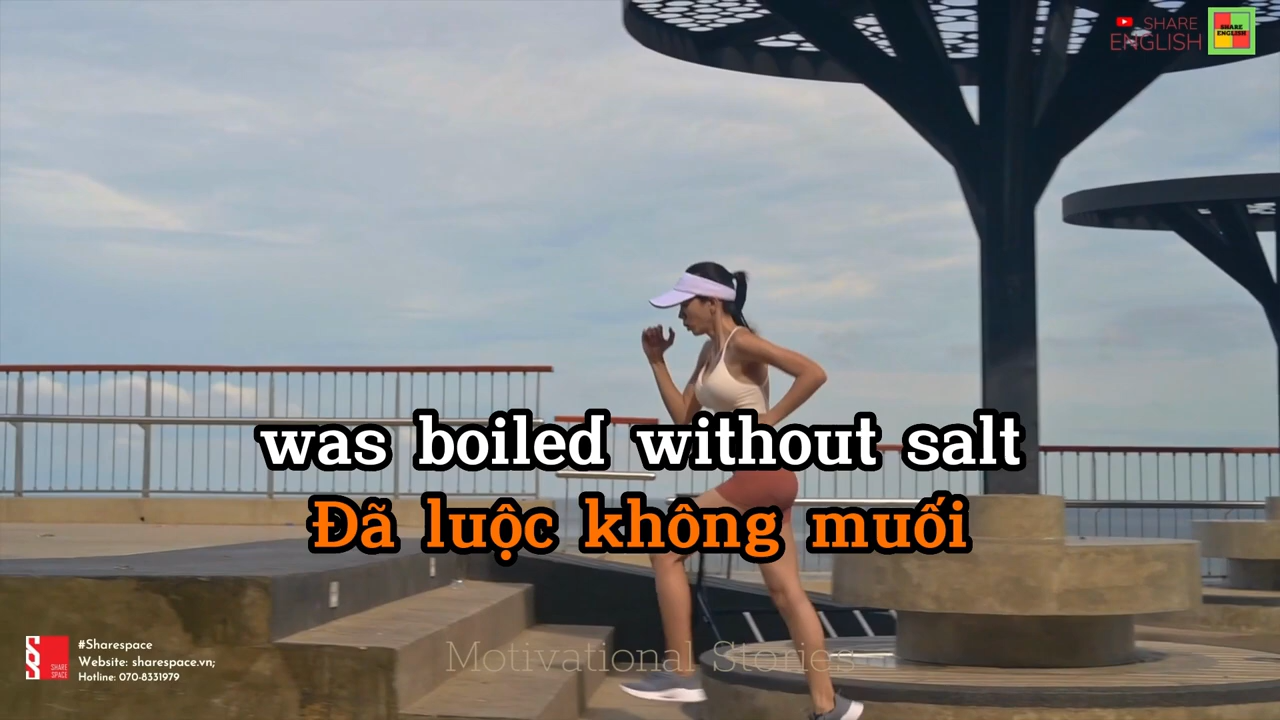 SHARE
ENGLISH
SHARE
ENGLISH
was boiled without salt
Đã luộc không muối
Motivational Stories
SHARE
SPACE
#Sharespace
Website: sharespace.vn;
Hotline: 070-8331979